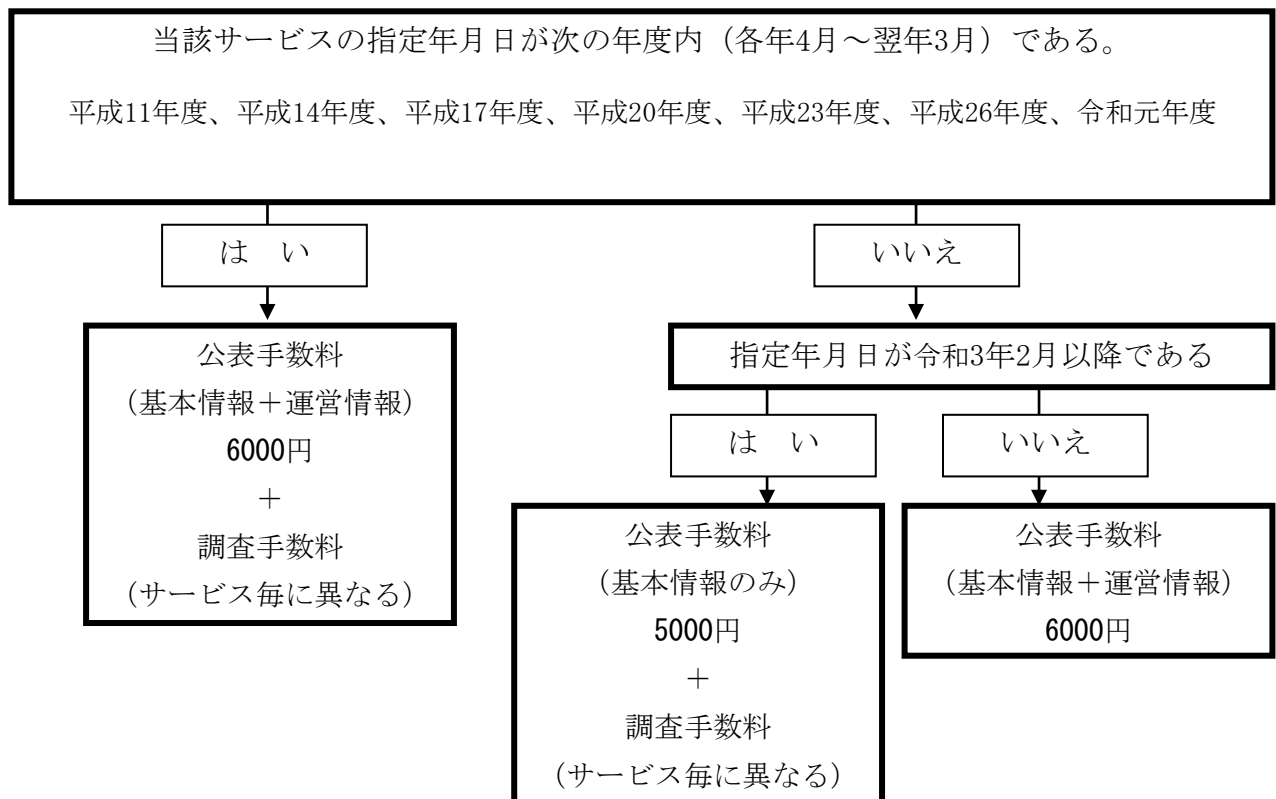 当該サービスの指定年月日が次の年度内（各年4月～翌年3月）である。
平成11年度、平成14年度、平成17年度、平成20年度、平成23年度、平成26年度、令和元年度
は　い
いいえ
公表手数料
（基本情報＋運営情報）
6000円
＋
調査手数料
（サービス毎に異なる）
指定年月日が令和3年2月以降である
は　い
いいえ
公表手数料
（基本情報のみ）
5000円
＋
調査手数料
（サービス毎に異なる）
公表手数料
（基本情報＋運営情報）
6000円